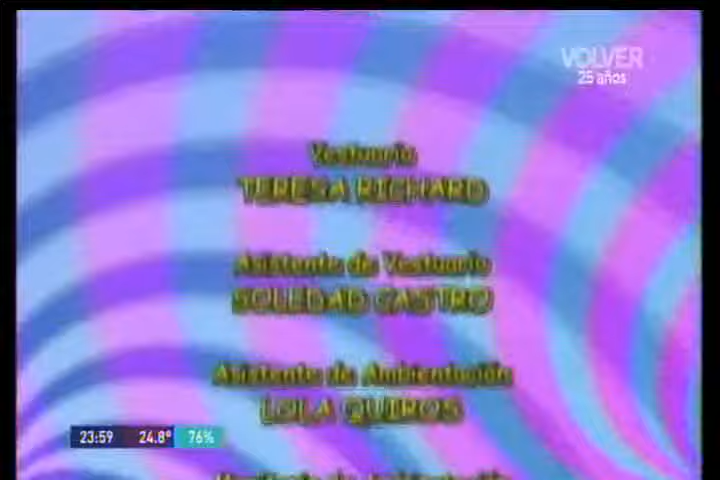 VOLVER
25 años
Vestuario
TERESA RICHARD
Asistente de Vestuario
SOLEDAD CASTRO
Asistente de Ambientación
LOLA QUIROS
23:59 24.8° 76%